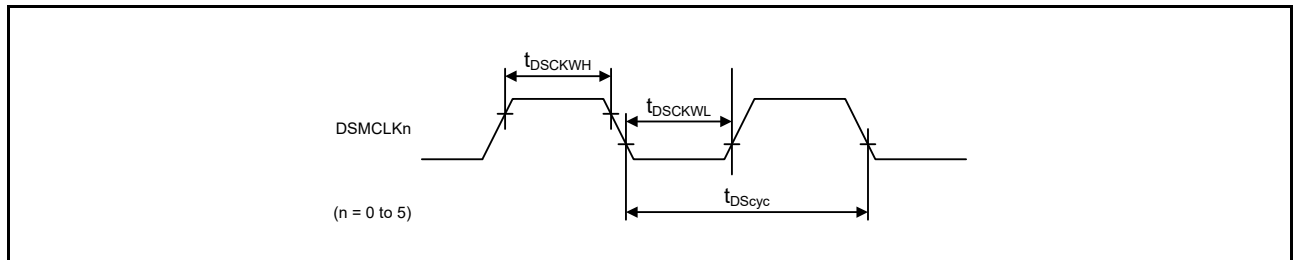 tDSCKWH
tDSCKWL
DSMCLKn
tDScyc
(n = 0 to 5)